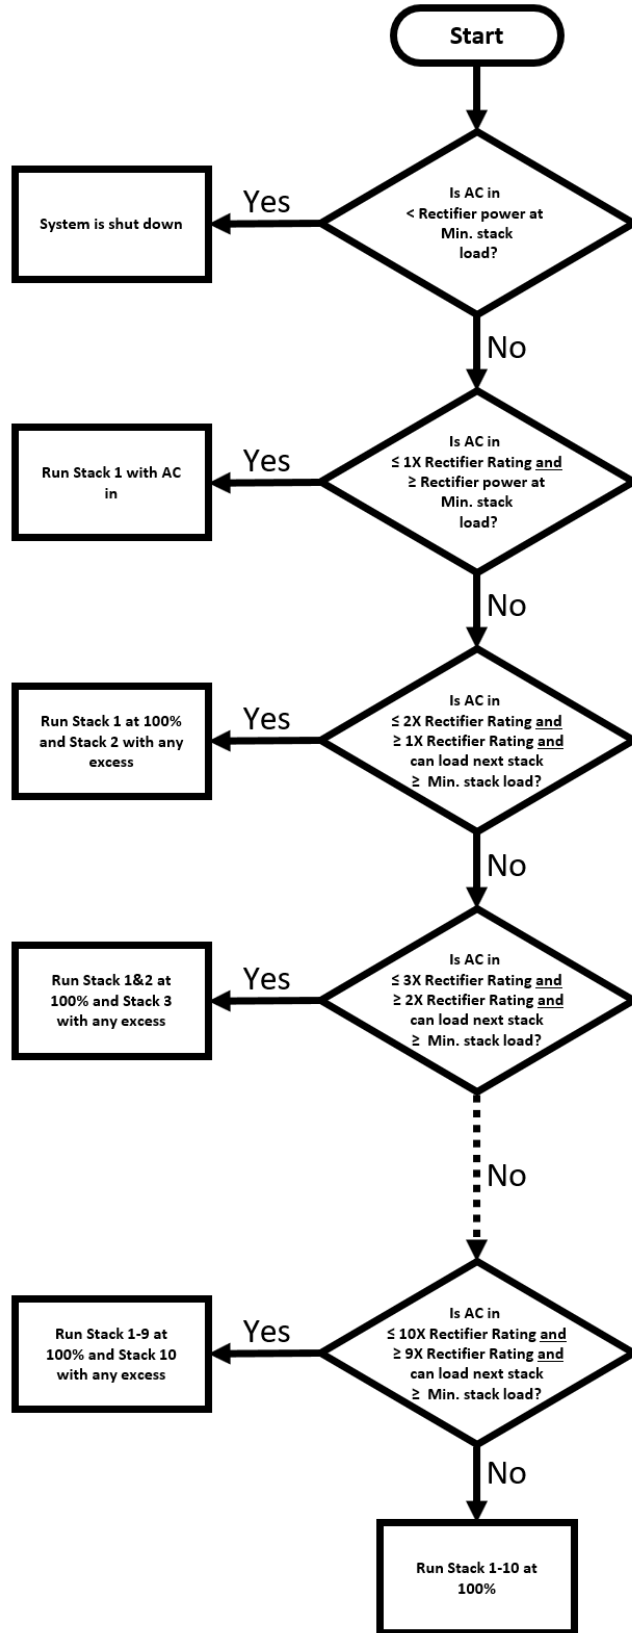 Start
Is AC in
< Rectifier power at
Min. stack
load?
Yes
System is shut down
No
Is AC in
≤ 1X Rectifier Rating and
≥ Rectifier power at
Min. stack
load?
Yes
Run Stack 1 with AC
in
No
Is AC in
≤ 2X Rectifier Rating and
≥ 1X Rectifier Rating and
can load next stack
≥ Min. stack load?
Yes
Run Stack 1 at 100%
and Stack 2 with any
excess
No
Is AC in
≤ 3X Rectifier Rating and
≥ 2X Rectifier Rating and
can load next stack
≥ Min. stack load?
Yes
Run Stack 1&2 at
100% and Stack 3
with any excess
No
Is AC in
≤ 10X Rectifier Rating and
≥ 9X Rectifier Rating and
can load next stack
≥ Min. stack load?
Yes
Run Stack 1-9 at
100% and Stack 10
with any excess
No
Run Stack 1-10 at
100%